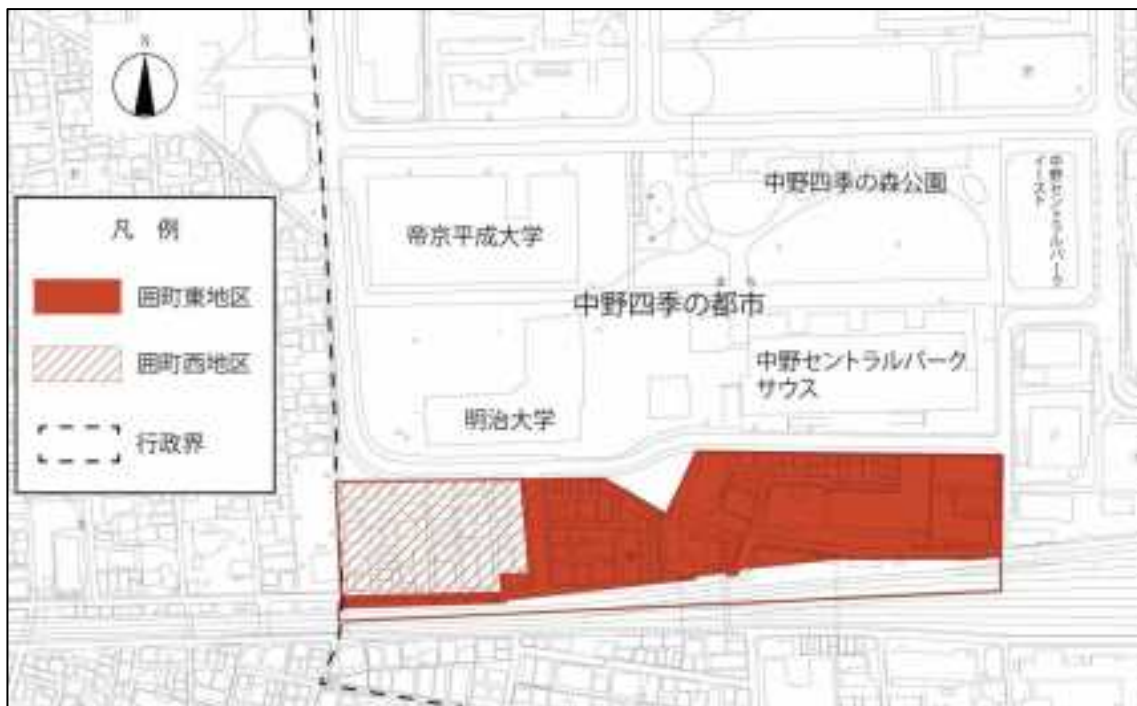 N
凡 例
囲町東地区
囲町西地区
行政界
中野四季の森公園
中野セントラルパーク
イースト
帝京平成大学
中野四季の都市
中野セントラルパーク
サウス
明治大学